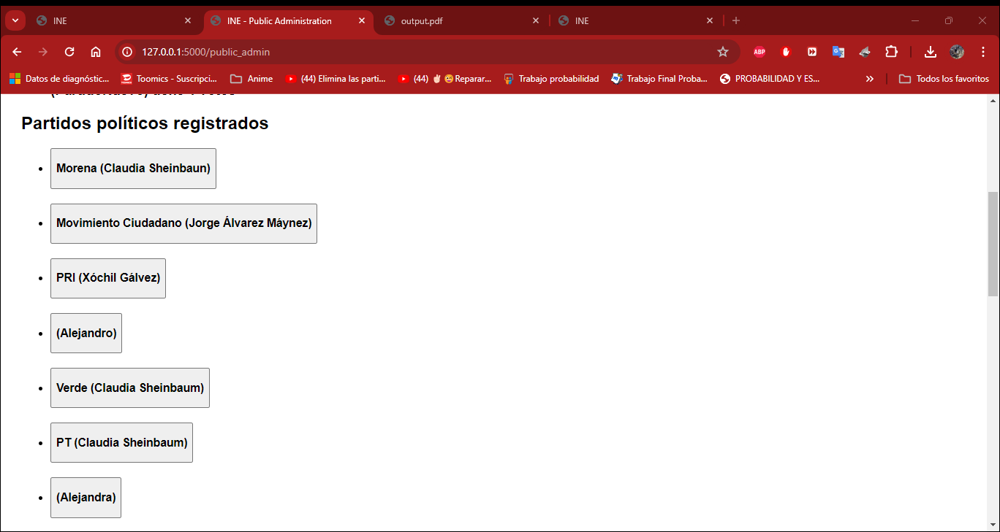 INE
INE - Public Administration
output.pdf
INE
127.0.0.1:5000/public_admin
ABP
Datos de diagnóstic...
Toomics - Suscripci...
Anime
(44) Elimina las parti...
(44) ✌🏻😉Reparar...
Trabajo probabilidad
Trabajo Final Proba...
PROBABILIDAD Y ES...
Todos los favoritos
Partidos políticos registrados
Morena (Claudia Sheinbaun)
Movimiento Ciudadano (Jorge Álvarez Máynez)
PRI (Xóchil Gálvez)
(Alejandro)
Verde (Claudia Sheinbaum)
PT (Claudia Sheinbaum)
(Alejandra)